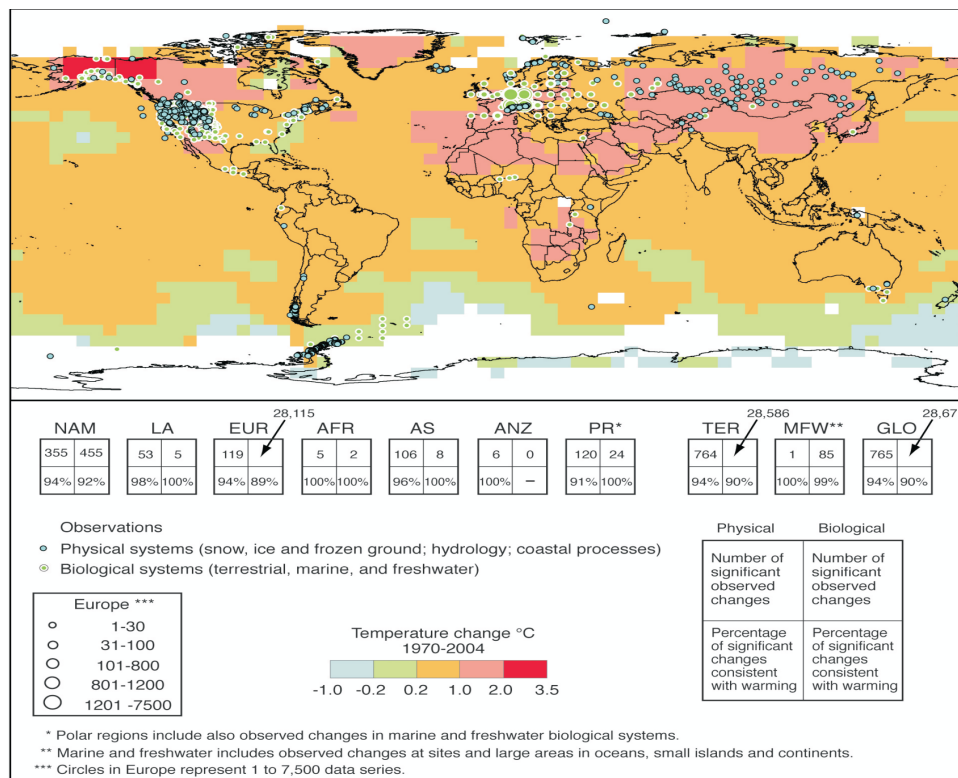 28,115
28,586
28,67
NAM LA EUR AFR AS ANZ PR* TER MFW** GLO
355 455 53 5 119 5 2 106 8 6 0 120 24 764 1 85 765
94% 92% 98% 100% 94% 89% 100% 100% 96% 100% 100% – 91% 100% 94% 90% 100% 99% 94% 90%
Observations
Physical systems (snow, ice and frozen ground; hydrology; coastal processes)
Biological systems (terrestrial, marine, and freshwater)
Europe ***
1-30
31-100
101-800
801-1200
1201 -7500
Temperature change °C
1970-2004
-1.0 -0.2 0.2 1.0 2.0 3.5
Physical Biological
Number of Number of
significant significant
observed observed
changes changes
Percentage Percentage
of significant of significant
changes changes
consistent consistent
with warming with warming
* Polar regions include also observed changes in marine and freshwater biological systems.
** Marine and freshwater includes observed changes at sites and large areas in oceans, small islands and continents.
*** Circles in Europe represent 1 to 7,500 data series.